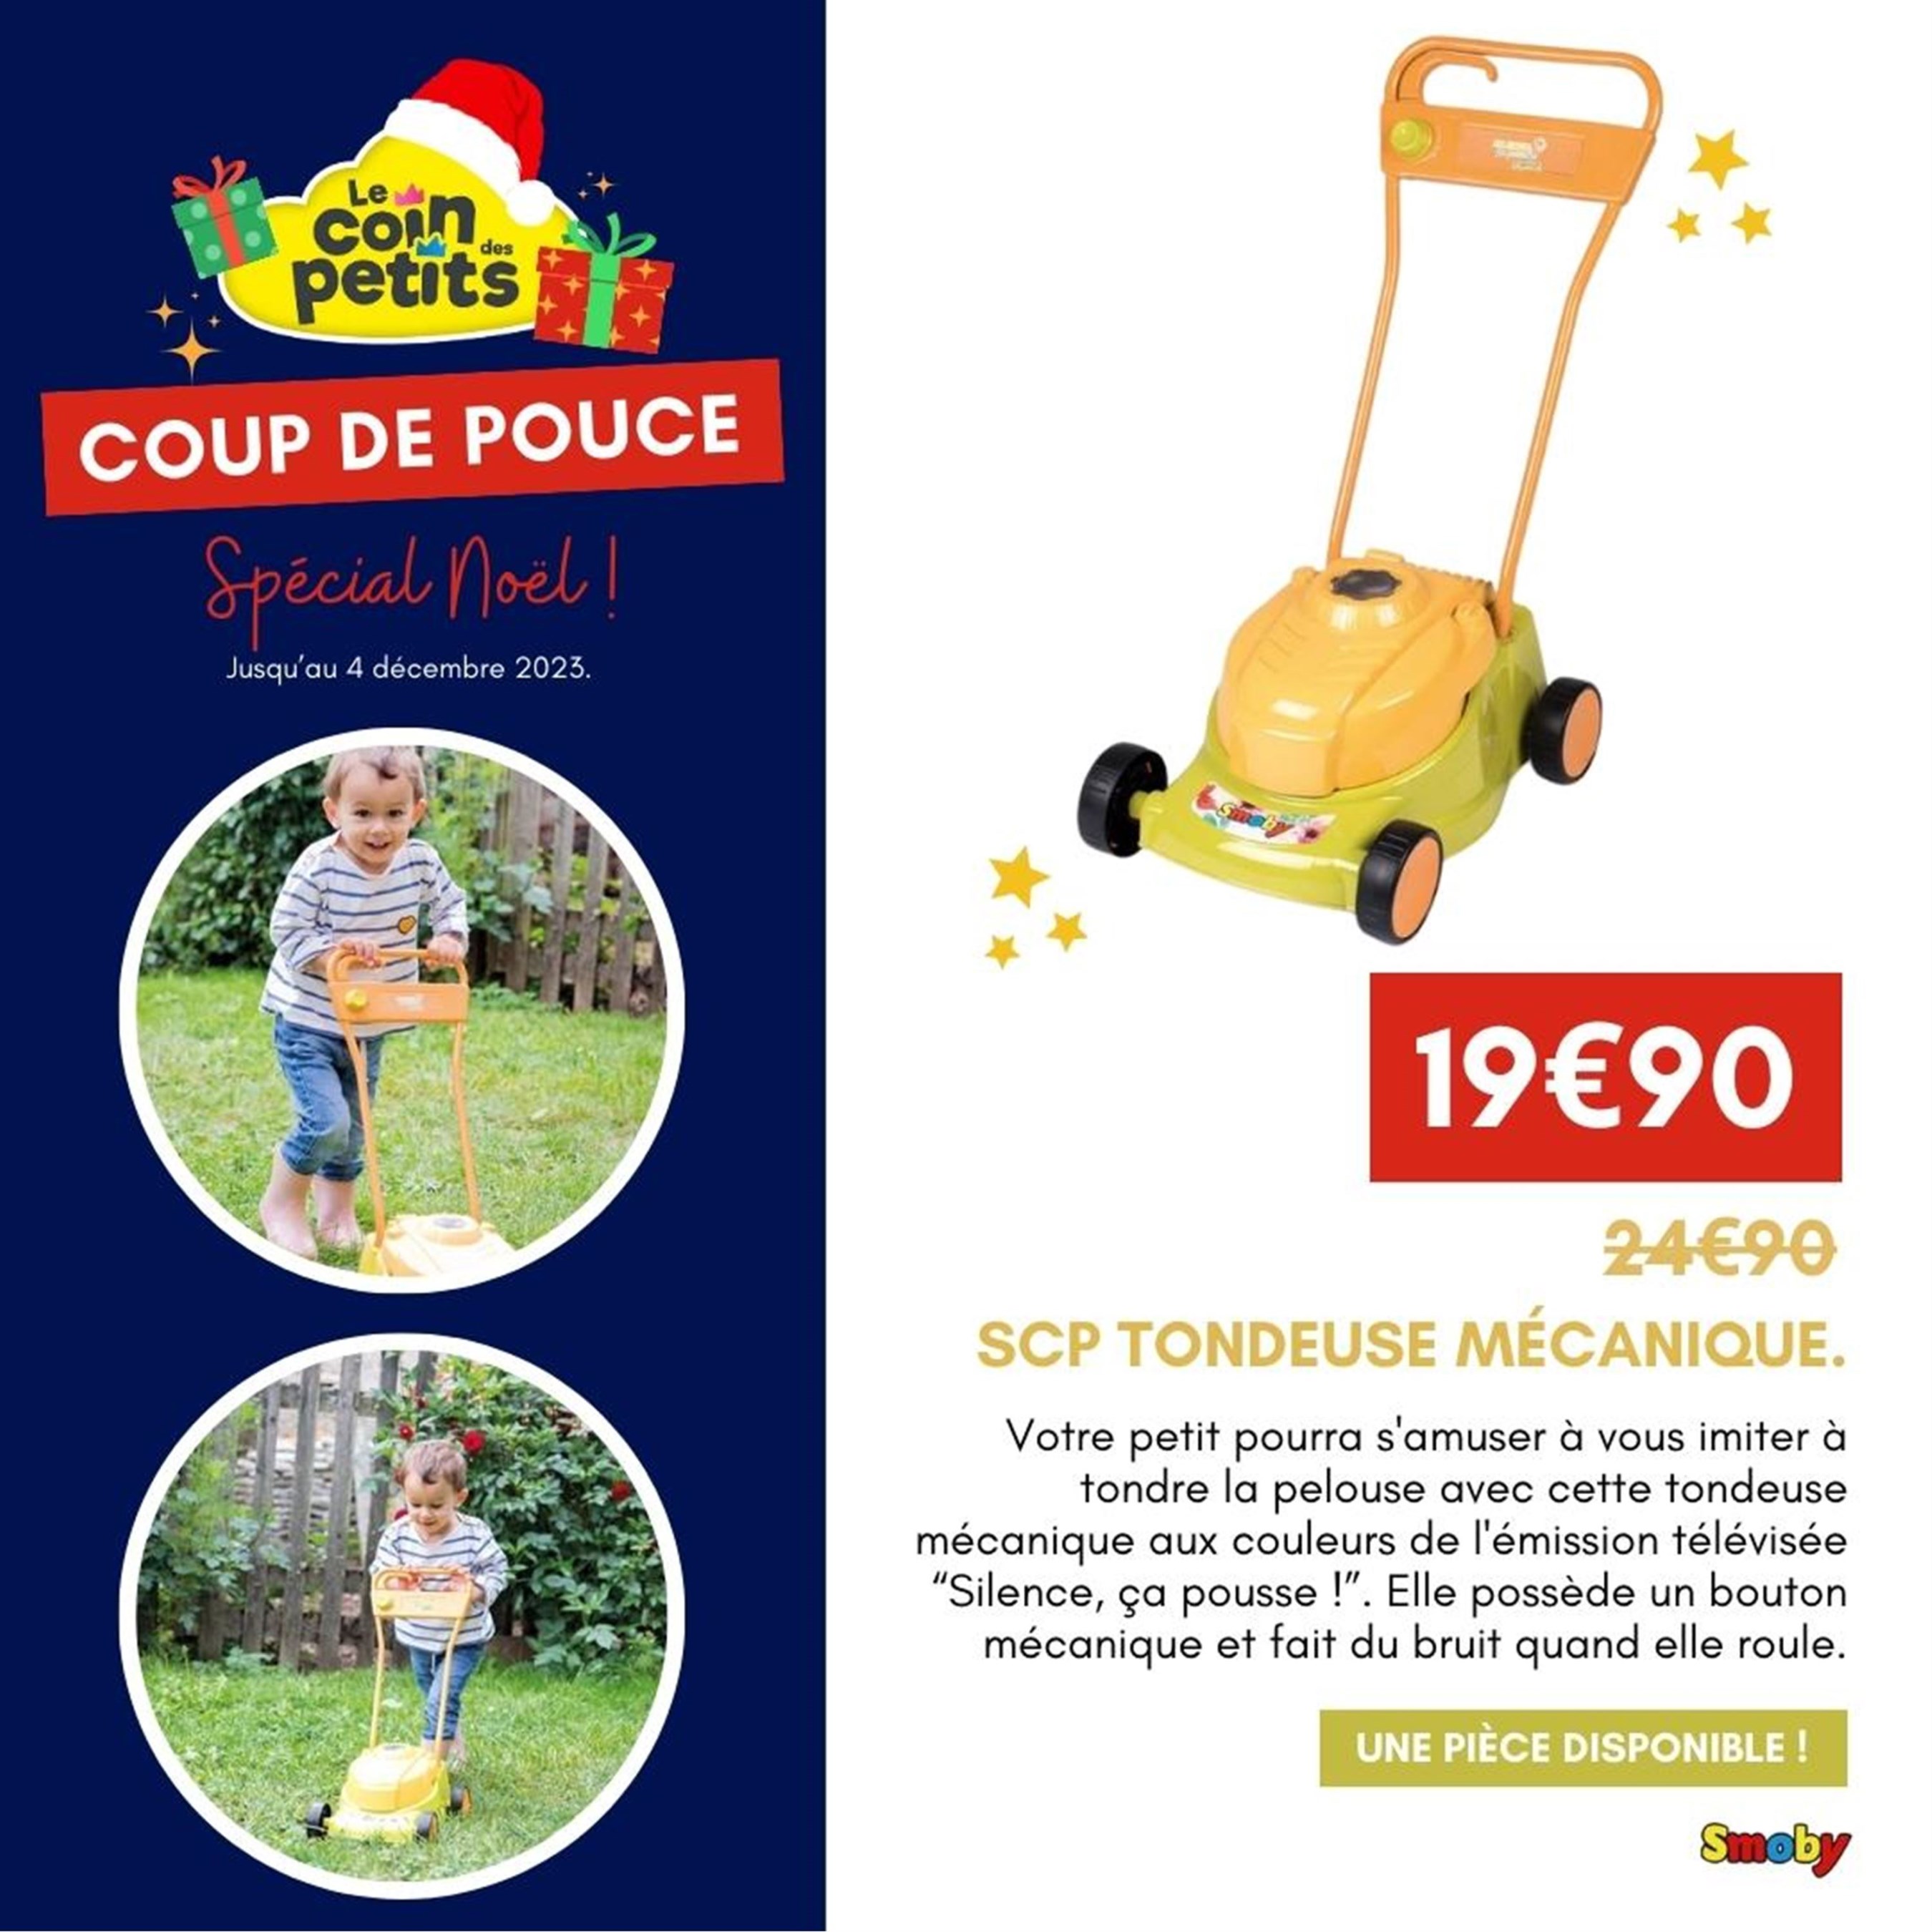 Le
coin
des
petits
COUP DE POUCE
Spécial Noël !
Jusqu'au 4 décembre 2023.
Smoby
19€90
24€90
SCP TONDEUSE MÉCANIQUE.
Votre petit pourra s'amuser à vous imiter à
tondre la pelouse avec cette tondeuse
mécanique aux couleurs de l'émission télévisée
“Silence, ça pousse !”. Elle possède un bouton
mécanique et fait du bruit quand elle roule.
UNE PIÈCE DISPONIBLE !
Smoby